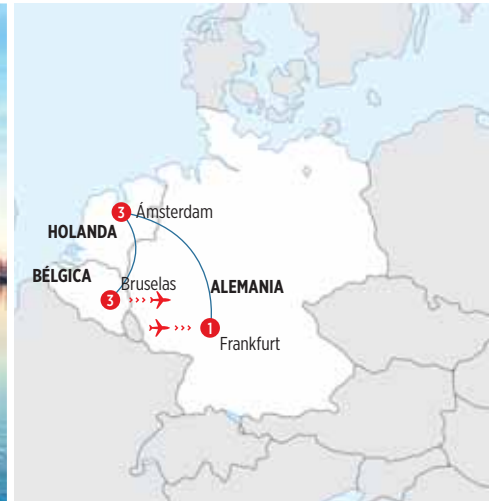 3 Ámsterdam
HOLANDA
BÉLGICA
Bruselas
ALEMANIA
3
1
Frankfurt